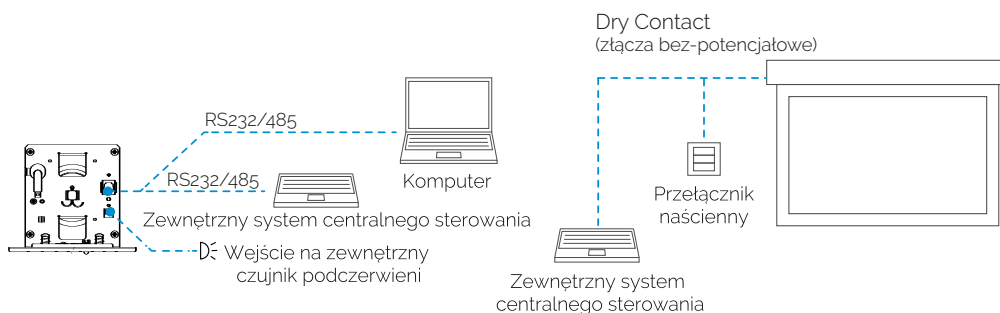 RS232/485
Komputer
RS232/485
Zewnętrzny system centralnego sterowania
Wejście na zewnętrzny
czujnik podczerwieni
Dry Contact
(złącza bez-potencjałowe)
Przełącznik
naścienny
Zewnętrzny system
centralnego sterowania